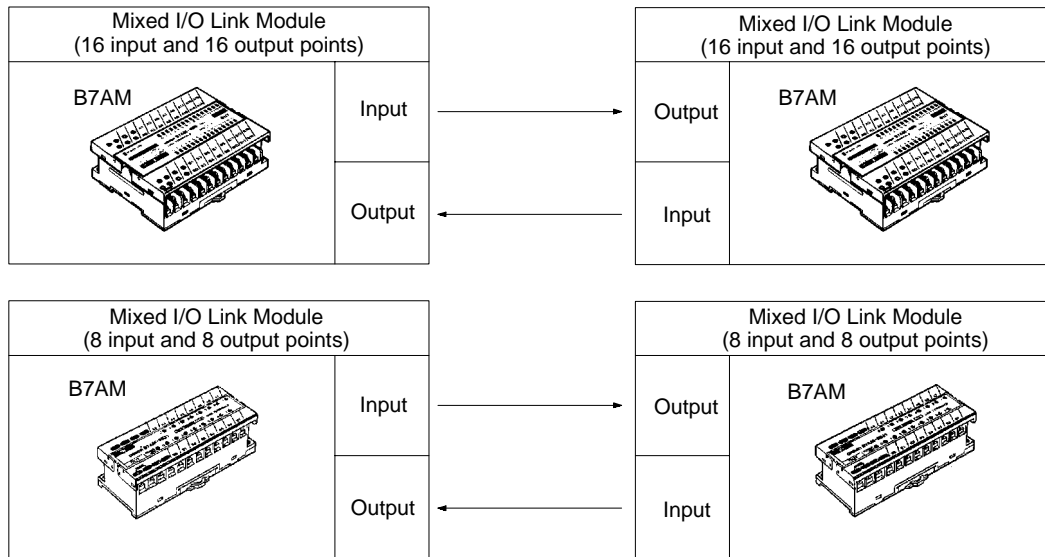 Mixed I/O Link Module
(16 input and 16 output points)
B7AM
Input
Output
Mixed I/O Link Module
(16 input and 16 output points)
Output
Input
B7AM
Mixed I/O Link Module
(8 input and 8 output points)
B7AM
Input
Output
Mixed I/O Link Module
(8 input and 8 output points)
Output
Input
B7AM